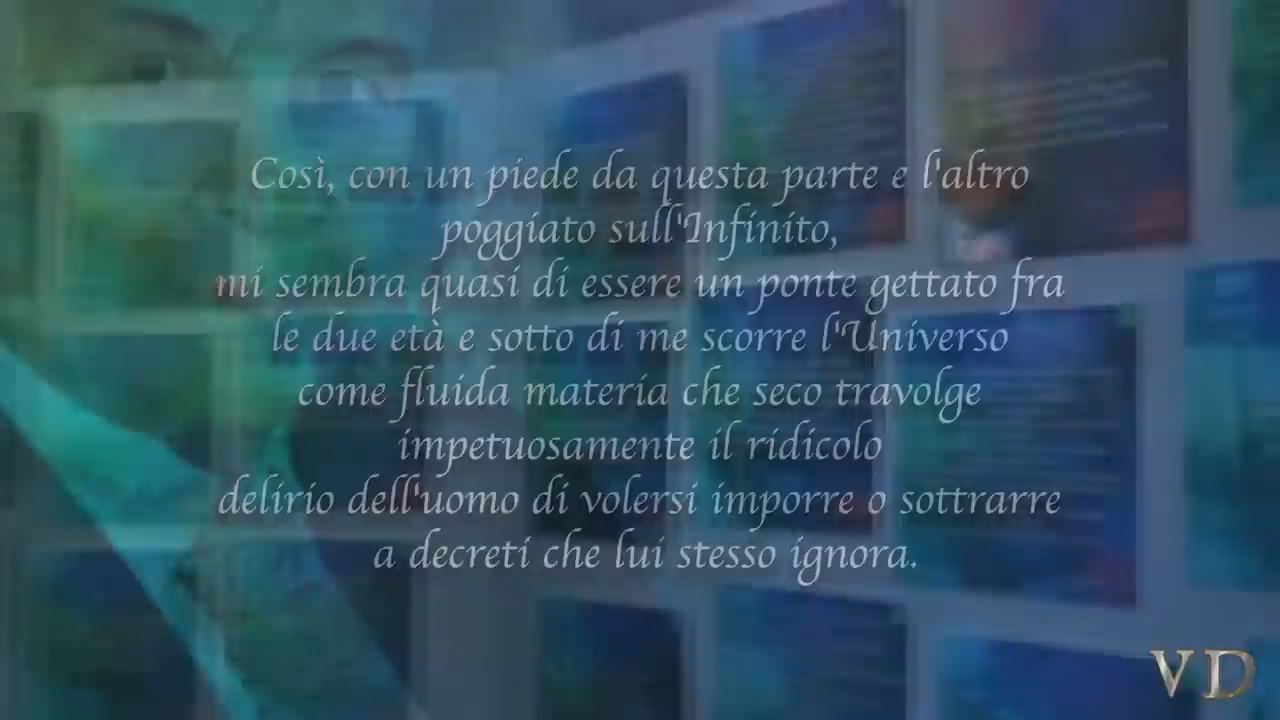 Così, con un piede da questa parte e l'altro
poggiato sull'Infinito,
mi sembra quasi di essere un ponte gettato fra
le due età e sotto di me scorre l'Universo
come fluida materia che seco travolge
impetuosamente il ridicolo
delirio dell'uomo di volersi imporre o sottrarre
a decreti che lui stesso ignora.
VD